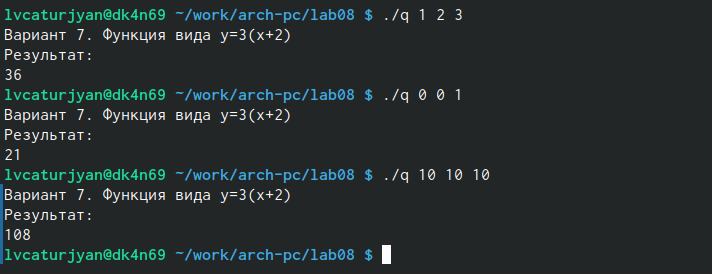 lvcaturjyan@dk4n69 ~/work/arch-pc/lab08 $ ./q 1 2 3
Вариант 7. Функция вида y=3(x+2)
Результат:
36
lvcaturjyan@dk4n69 ~/work/arch-pc/lab08 $ ./q 0 0 1
Вариант 7. Функция вида y=3(x+2)
Результат:
21
lvcaturjyan@dk4n69 ~/work/arch-pc/lab08 $ ./q 10 10 10
Вариант 7. Функция вида y=3(x+2)
Результат:
108
lvcaturjyan@dk4n69 ~/work/arch-pc/lab08 $